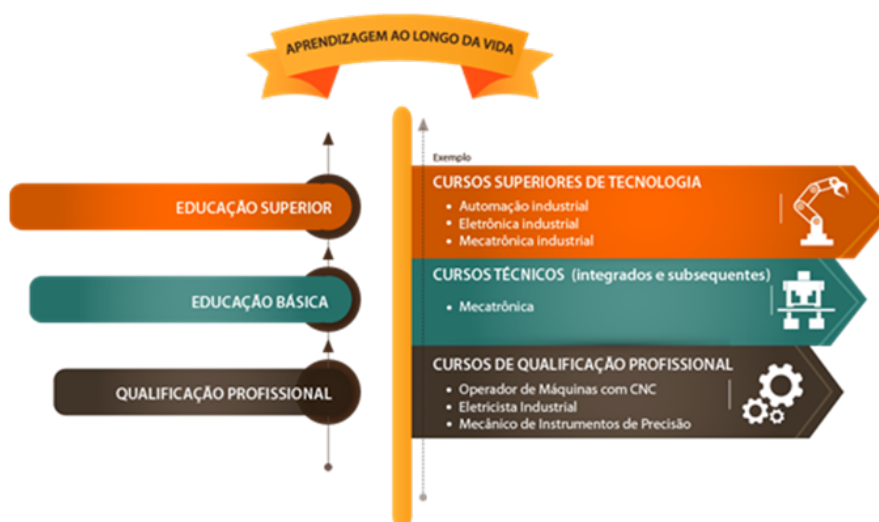 APRENDIZAGEM AO LONGO DA VIDA
EDUCAÇÃO SUPERIOR
EDUCAÇÃO BÁSICA
QUALIFICAÇÃO PROFISSIONAL
Exemplo
CURSOS SUPERIORES DE TECNOLOGIA
• Automação industrial
• Eletrônica industrial
• Mecatrônica industrial
CURSOS TÉCNICOS (integrados e subsequentes)
• Mecatrônica
CURSOS DE QUALIFICAÇÃO PROFISSIONAL
• Operador de Máquinas com CNC
• Eletricista Industrial
• Mecânico de Instrumentos de Precisão